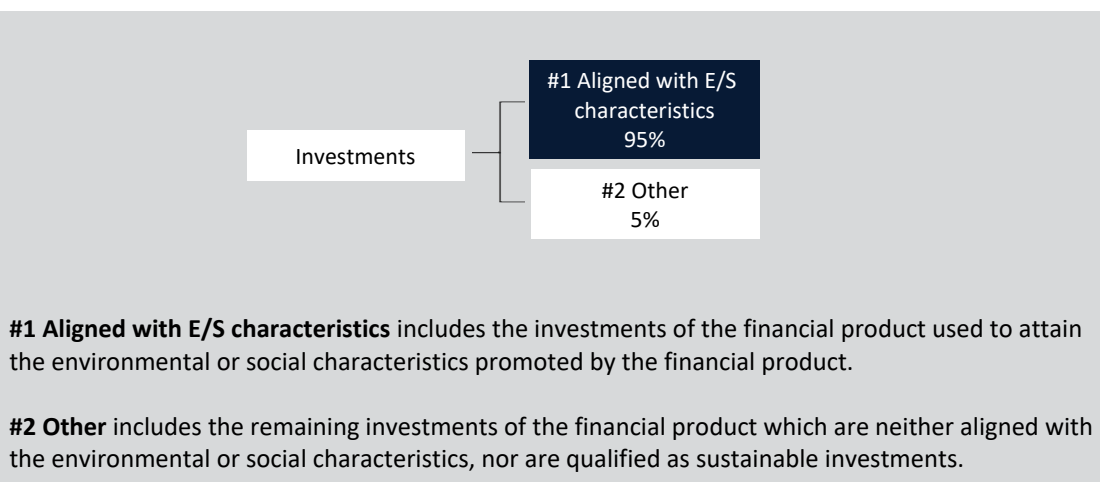 #1 Aligned with E/S
characteristics
95%
Investments
#2 Other
5%
#1 Aligned with E/S characteristics includes the investments of the financial product used to attain
the environmental or social characteristics promoted by the financial product.
#2 Other includes the remaining investments of the financial product which are neither aligned with
the environmental or social characteristics, nor are qualified as sustainable investments.